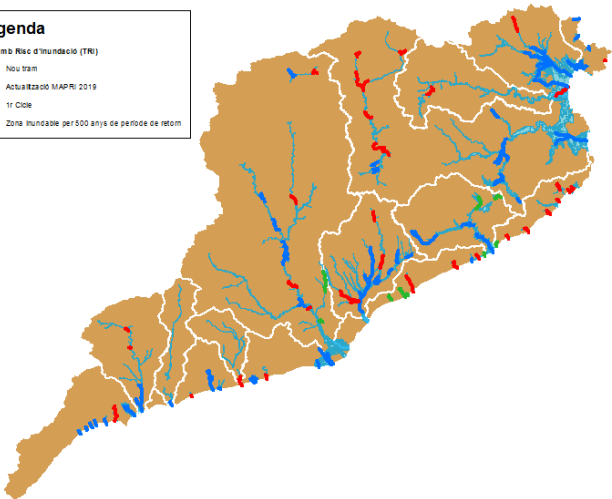 genda
mb Risc d'Inundació (TRI)
Nou tram
Actualització MAPRI 2019
1r Cicle
Zona inundable per 500 anys de període de retorn